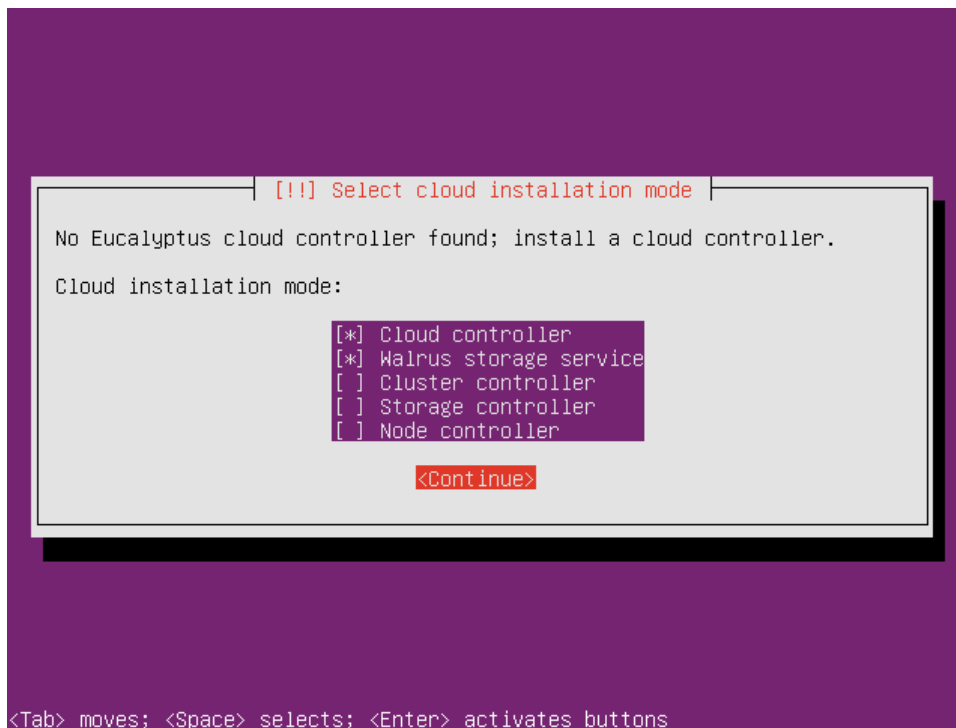 [!!] Select cloud installation mode
No Eucalyptus cloud controller found; install a cloud controller.
Cloud installation mode:
[*] Cloud controller
[*] Walrus storage service
[ ] Cluster controller
[ ] Storage controller
[ ] Node controller
<Continue>
<Tab> moves; <Space> selects; <Enter> activates buttons